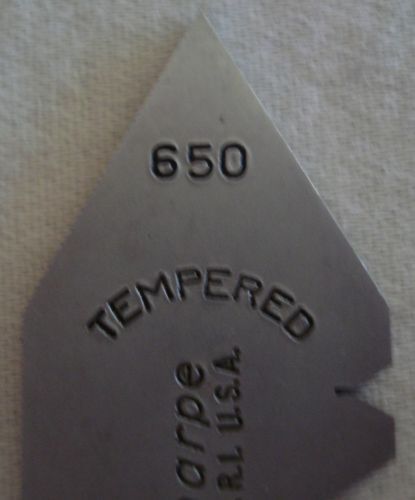 650
TEMPERED
arpe
R.I. U.S.A.